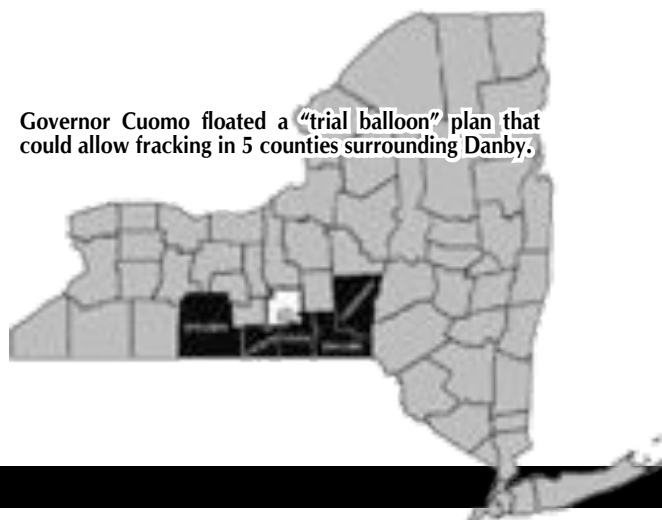 Governor Cuomo floated a “trial balloon” plan that
could allow fracking in 5 counties surrounding Danby.